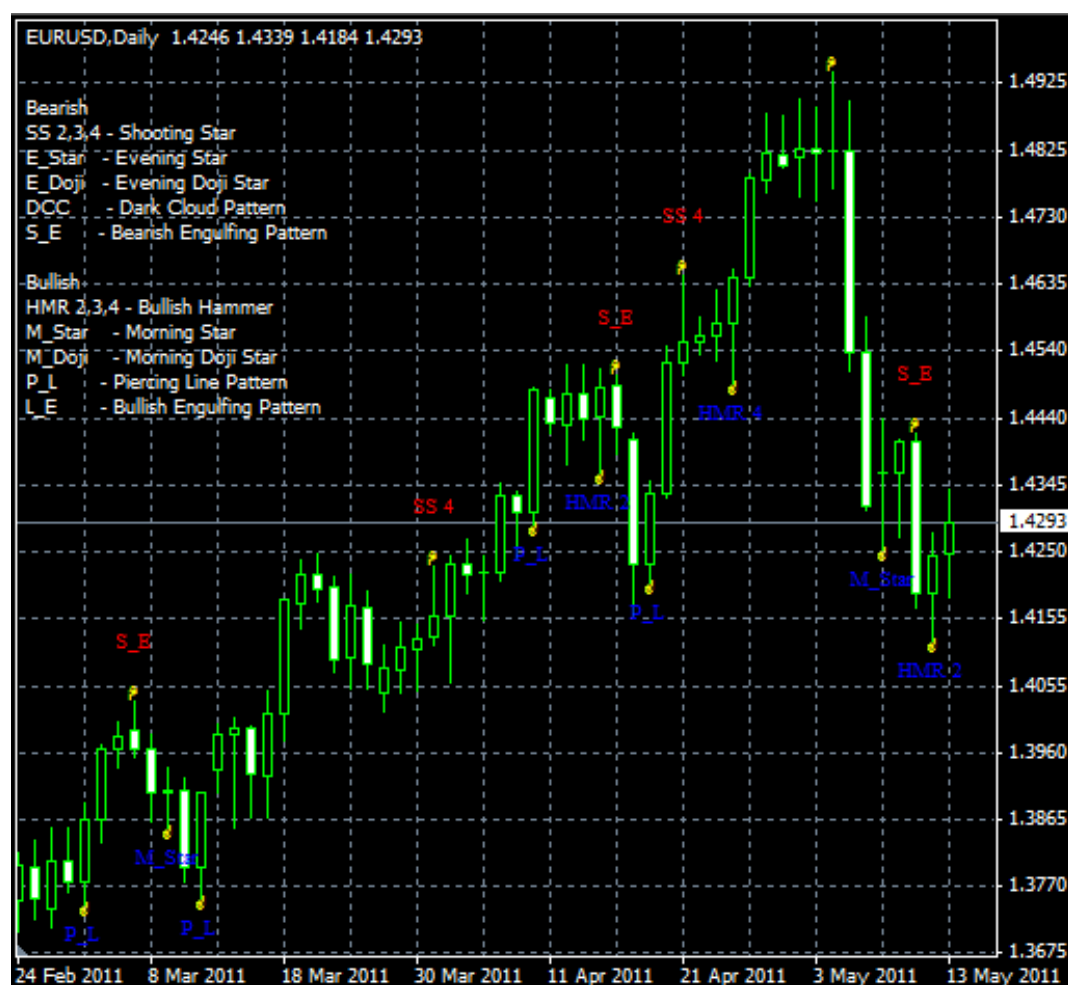 EURUSD,Daily 1.4246 1.4339 1.4184 1.4293
Bearish
SS 2,3,4 - Shooting Star
E_Star - Evening Star
E_Doji - Evening Doji Star
DCC - Dark Cloud Pattern
S_E - Bearish Engulfing Pattern
Bullish
HMR 2,3,4 - Bullish Hammer
M_Star - Morning Star
M_Doji - Morning Doji Star
P_L - Piercing Line Pattern
L_E - Bullish Engulfing Pattern
P_L
S_E
M_Star
P_L
SS 4
P_L
HMR 2
S_E
P_L
SS 4
HMR 4
M_Star
S_E
HMR 2
1.4925
1.4825
1.4730
1.4635
1.4540
1.4440
1.4345
1.4293
1.4250
1.4155
1.4055
1.3960
1.3865
1.3770
1.3675
24 Feb 2011 8 Mar 2011 18 Mar 2011 30 Mar 2011 11 Apr 2011 21 Apr 2011 3 May 2011 13 May 2011